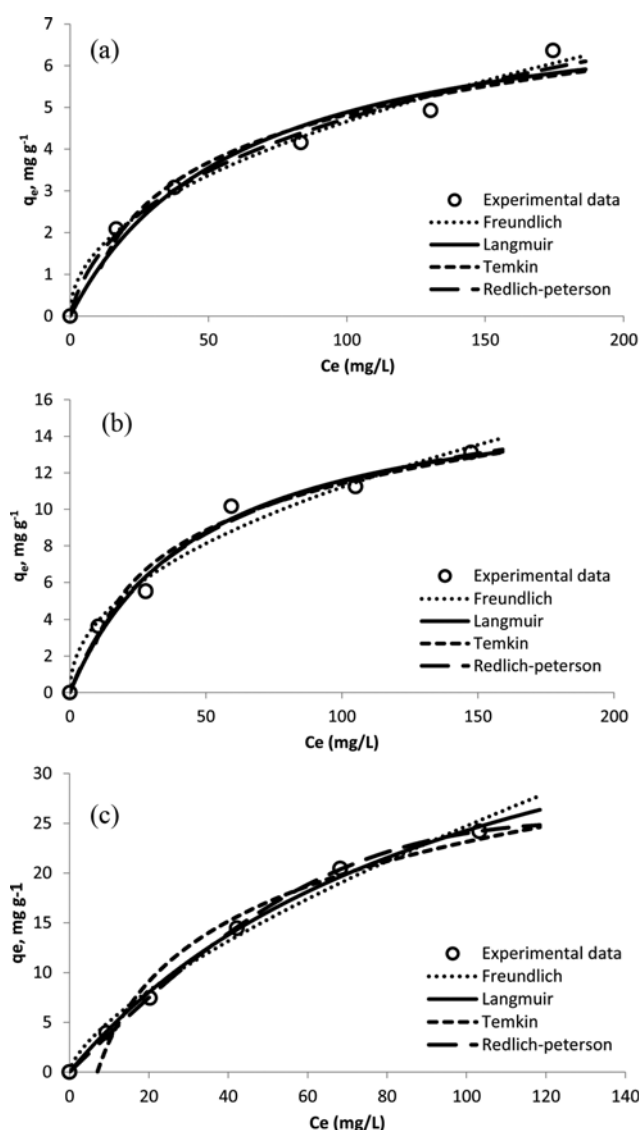 (a)
7
6
5
4
3
2
1
0
qe, mg g-1
Experimental data
Freundlich
Langmuir
Temkin
Redlich-peterson
0 50 100 150 200
Ce (mg/L)
(b)
16
14
12
10
8
6
4
2
0
qe, mg g-1
Experimental data
Freundlich
Langmuir
Temkin
Redlich-peterson
0 50 100 150 200
Ce (mg/L)
(c)
30
25
20
15
10
5
0
qe, mg g-1
Experimental data
Freundlich
Langmuir
Temkin
Redlich-peterson
0 20 40 60 80 100 120 140
Ce (mg/L)